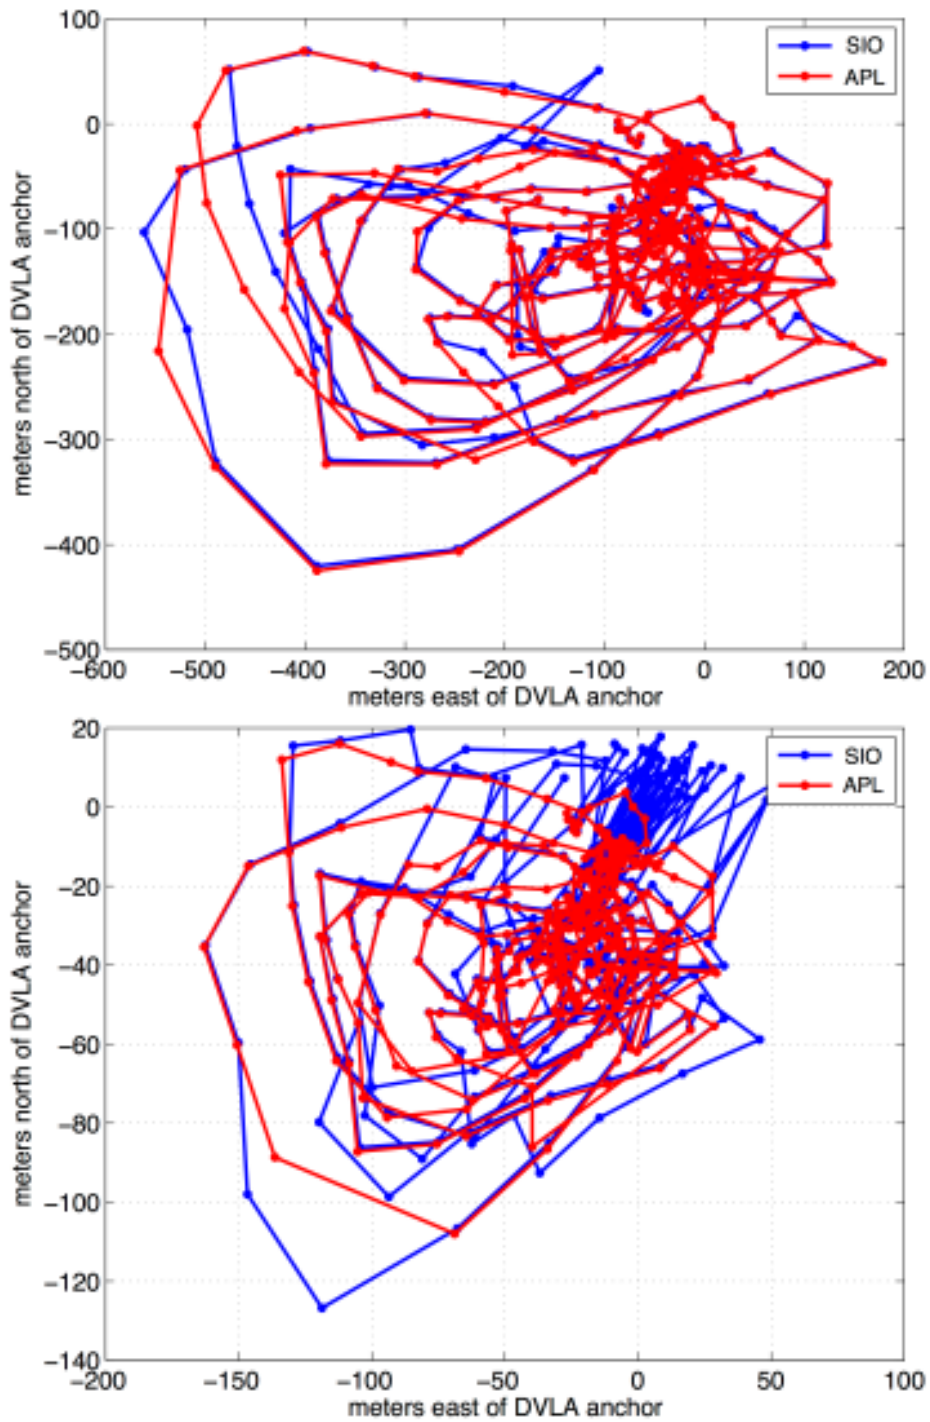 100
0
−100
−200
−300
−400
−500
meters north of DVLA anchor
SIO
APL
−600 −500 −400 −300 −200 −100 0 100 200
meters east of DVLA anchor
20
0
−20
−40
−60
−80
−100
−120
−140
meters north of DVLA anchor
SIO
APL
−200 −150 −100 −50 0 50 100
meters east of DVLA anchor